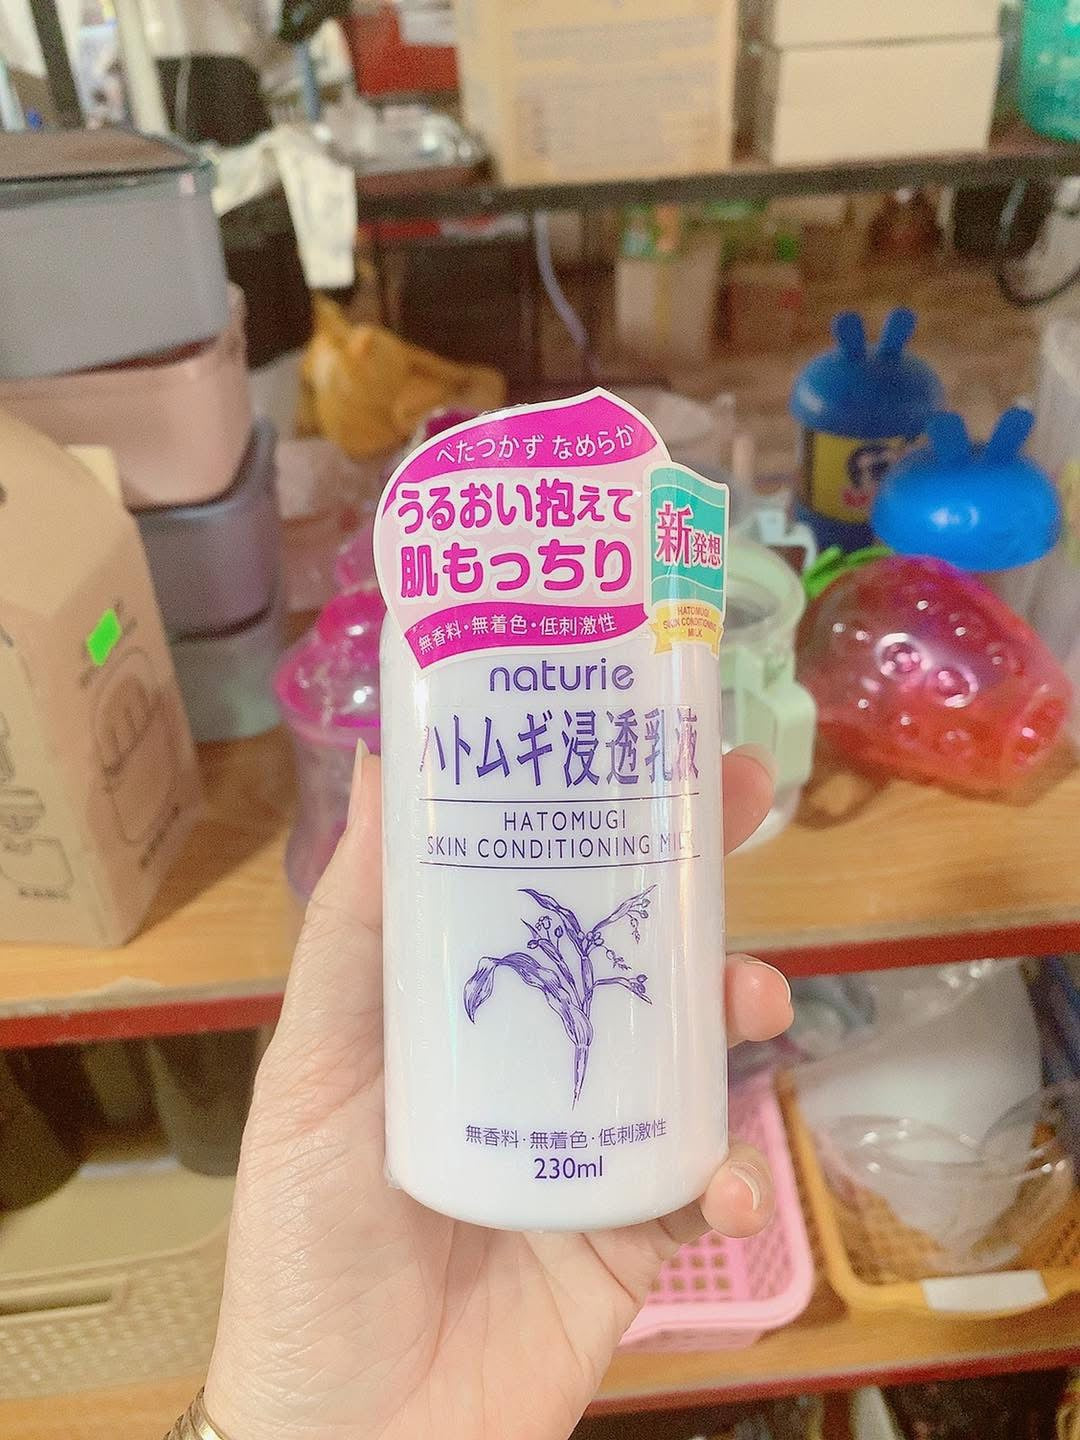 べたつかず なめらか
うるおい抱えて
肌もっちり
無香料・無着色・低刺激性
新発想
HATOMUGI
SKIN CONDITIONING
MILK
naturie
ハトムギ浸透乳液
HATOMUGI
SKIN CONDITIONING MILK
無香料・無着色・低刺激性
230ml